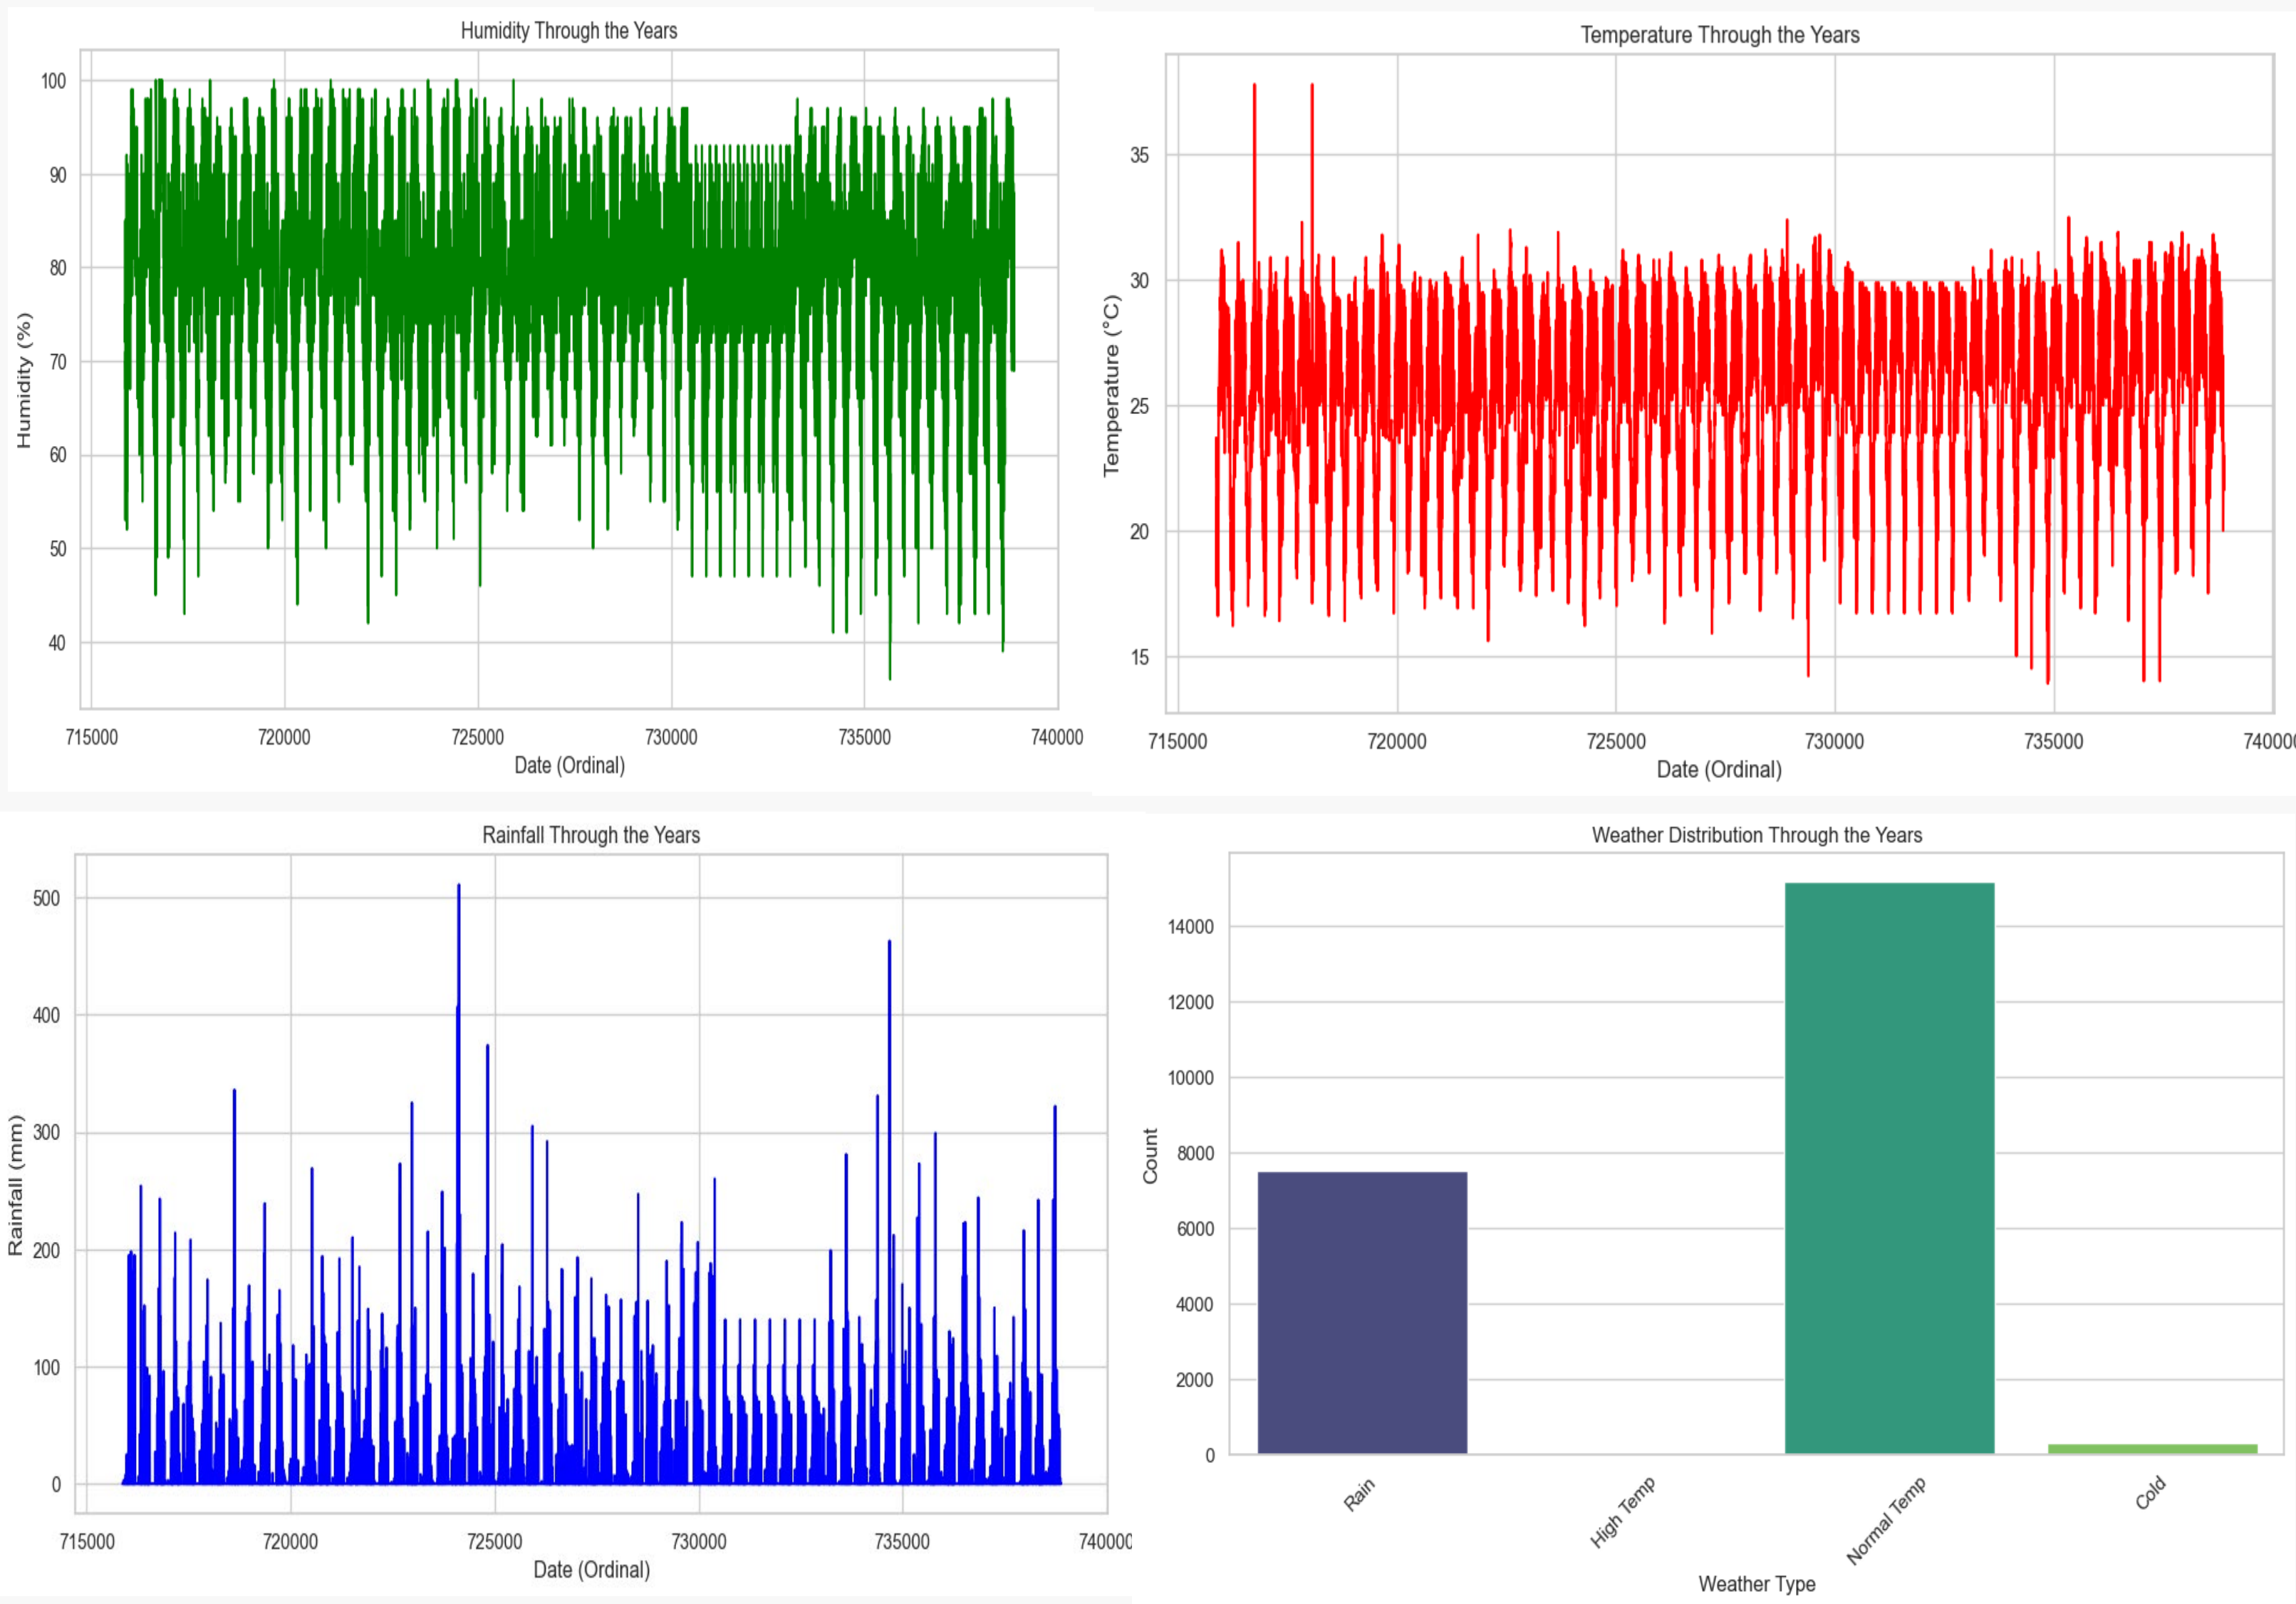 Humidity Through the Years
100
90
80
70
60
50
40
Humidity (%)
715000 720000 725000 730000 735000 740000
Date (Ordinal)
Temperature Through the Years
35
30
25
20
15
Temperature (°C)
715000 720000 725000 730000 735000 740000
Date (Ordinal)
Rainfall Through the Years
500
400
300
200
100
0
Rainfall (mm)
715000 720000 725000 730000 735000 740000
Date (Ordinal)
Weather Distribution Through the Years
14000
12000
10000
8000
6000
4000
2000
0
Count
Rain High Temp Normal Temp Cold
Weather Type